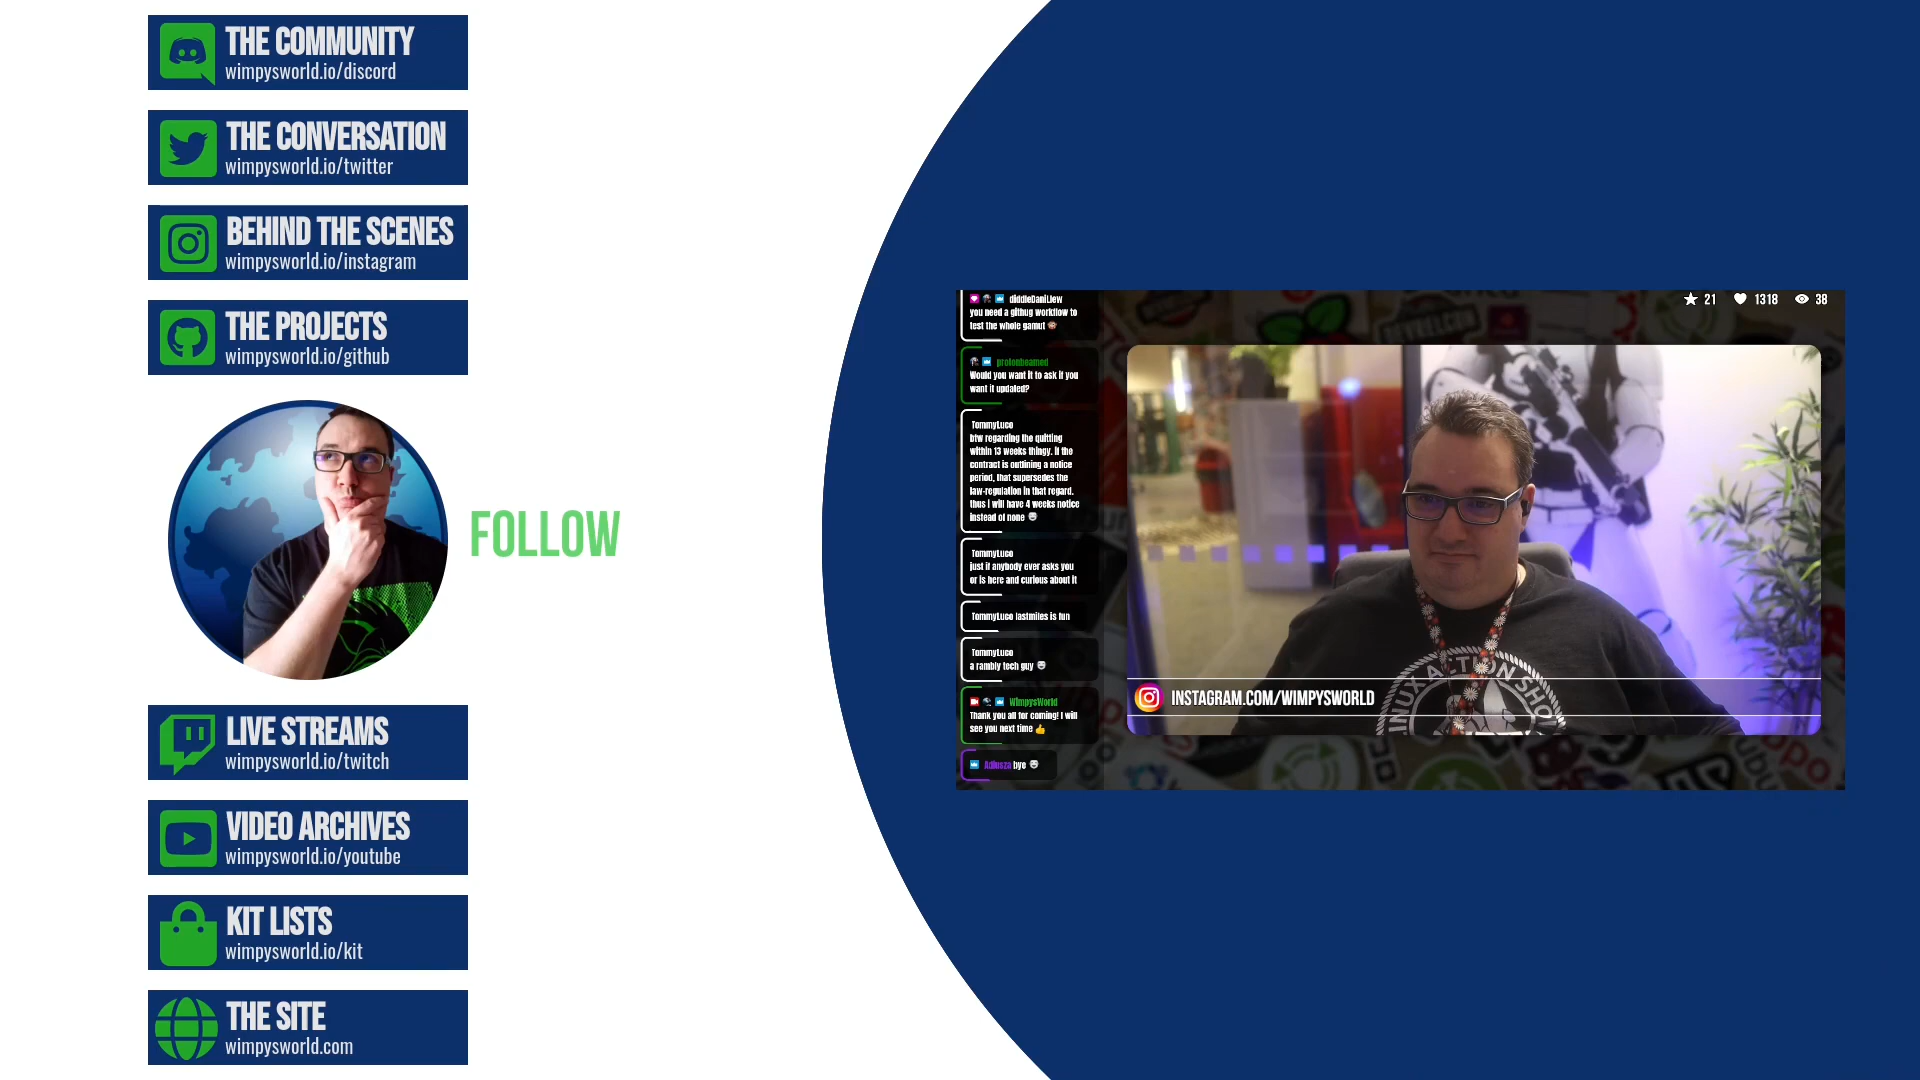 THE COMMUNITY
wimpysworld.io/discord
THE CONVERSATION
wimpysworld.io/twitter
BEHIND THE SCENES
wimpysworld.io/instagram
THE PROJECTS
wimpysworld.io/github
FOLLOW
LIVE STREAMS
wimpysworld.io/twitch
VIDEO ARCHIVES
wimpysworld.io/youtube
KIT LISTS
wimpysworld.io/kit
THE SITE
wimpysworld.com
you need a githug workflow to
test the whole gamut
protonbeamed
Would you want it to ask if you
want it updated?
TommyLuco
btw regarding the quitting
within 13 weeks thingy. if the
contract is outlining a notice
period, that supersedes the
law-regulation in that regard.
thus i will have 4 weeks notice
instead of none
TommyLuco
just if anybody ever asks you
or is here and curious about it
TommyLuco lastmiles is fun
TommyLuco
a rambly tech guy
WimpysWorld
Thank you all for coming! I will
see you next time
bye
21 1318 38
LINUX ACTION SHOW
INSTAGRAM.COM/WIMPYSWORLD